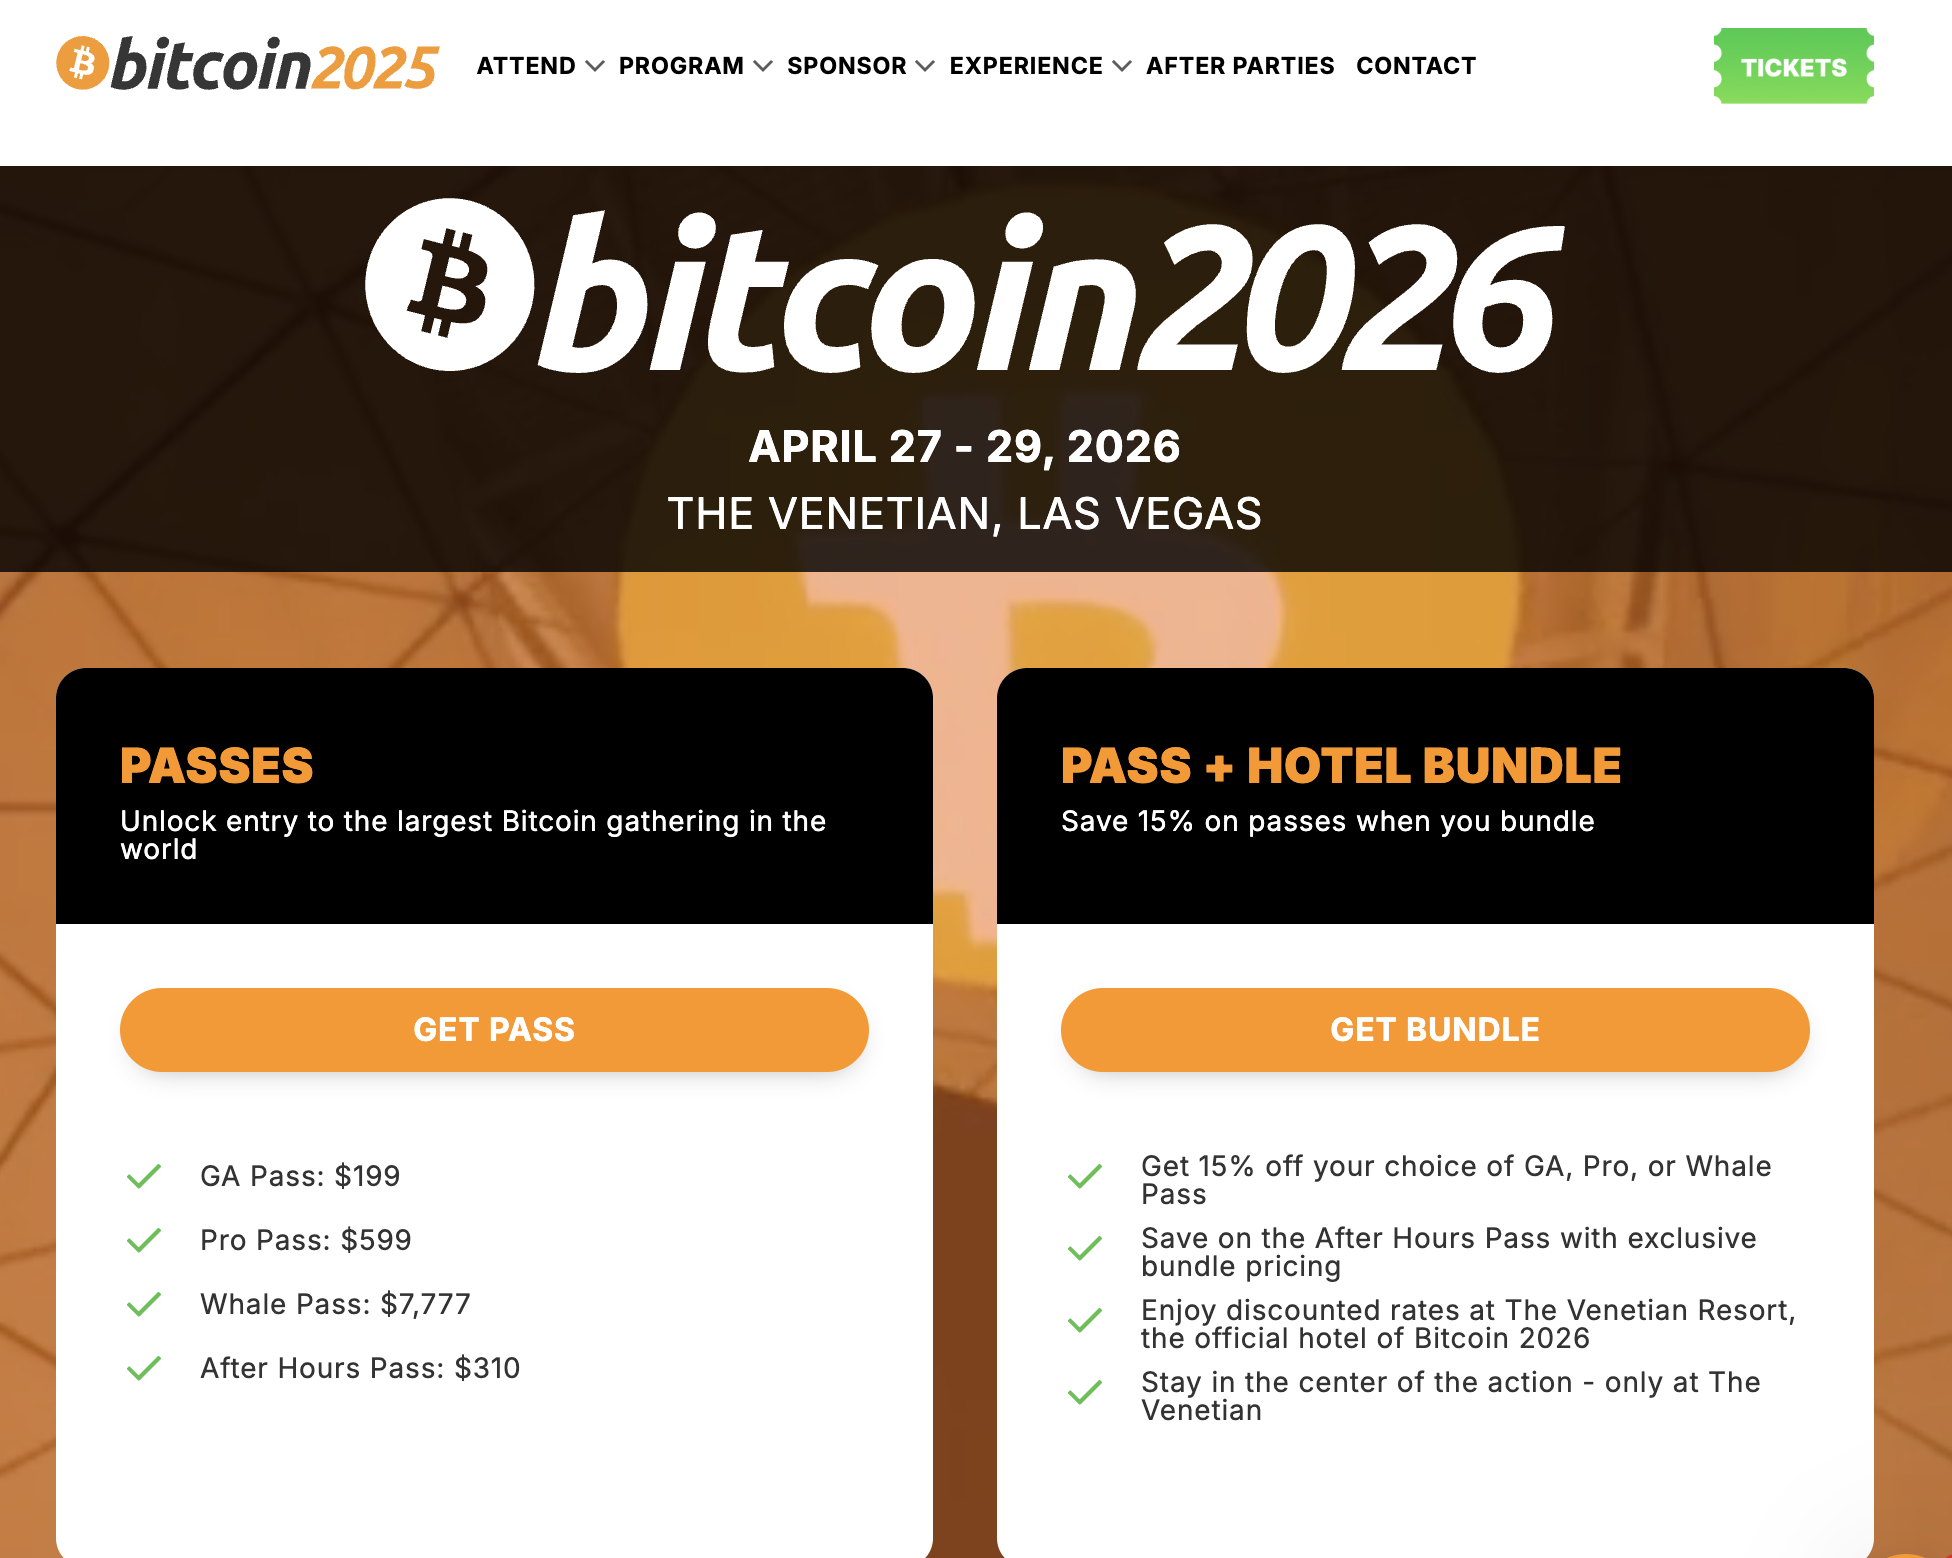 bitcoin2025 ATTEND PROGRAM SPONSOR EXPERIENCE AFTER PARTIES CONTACT TICKETS
bitcoin2026
APRIL 27 - 29, 2026
THE VENETIAN, LAS VEGAS
PASSES
Unlock entry to the largest Bitcoin gathering in the
world
GET PASS
GA Pass: $199
Pro Pass: $599
Whale Pass: $7,777
After Hours Pass: $310
PASS + HOTEL BUNDLE
Save 15% on passes when you bundle
GET BUNDLE
Get 15% off your choice of GA, Pro, or Whale
Pass
Save on the After Hours Pass with exclusive
bundle pricing
Enjoy discounted rates at The Venetian Resort,
the official hotel of Bitcoin 2026
Stay in the center of the action - only at The
Venetian